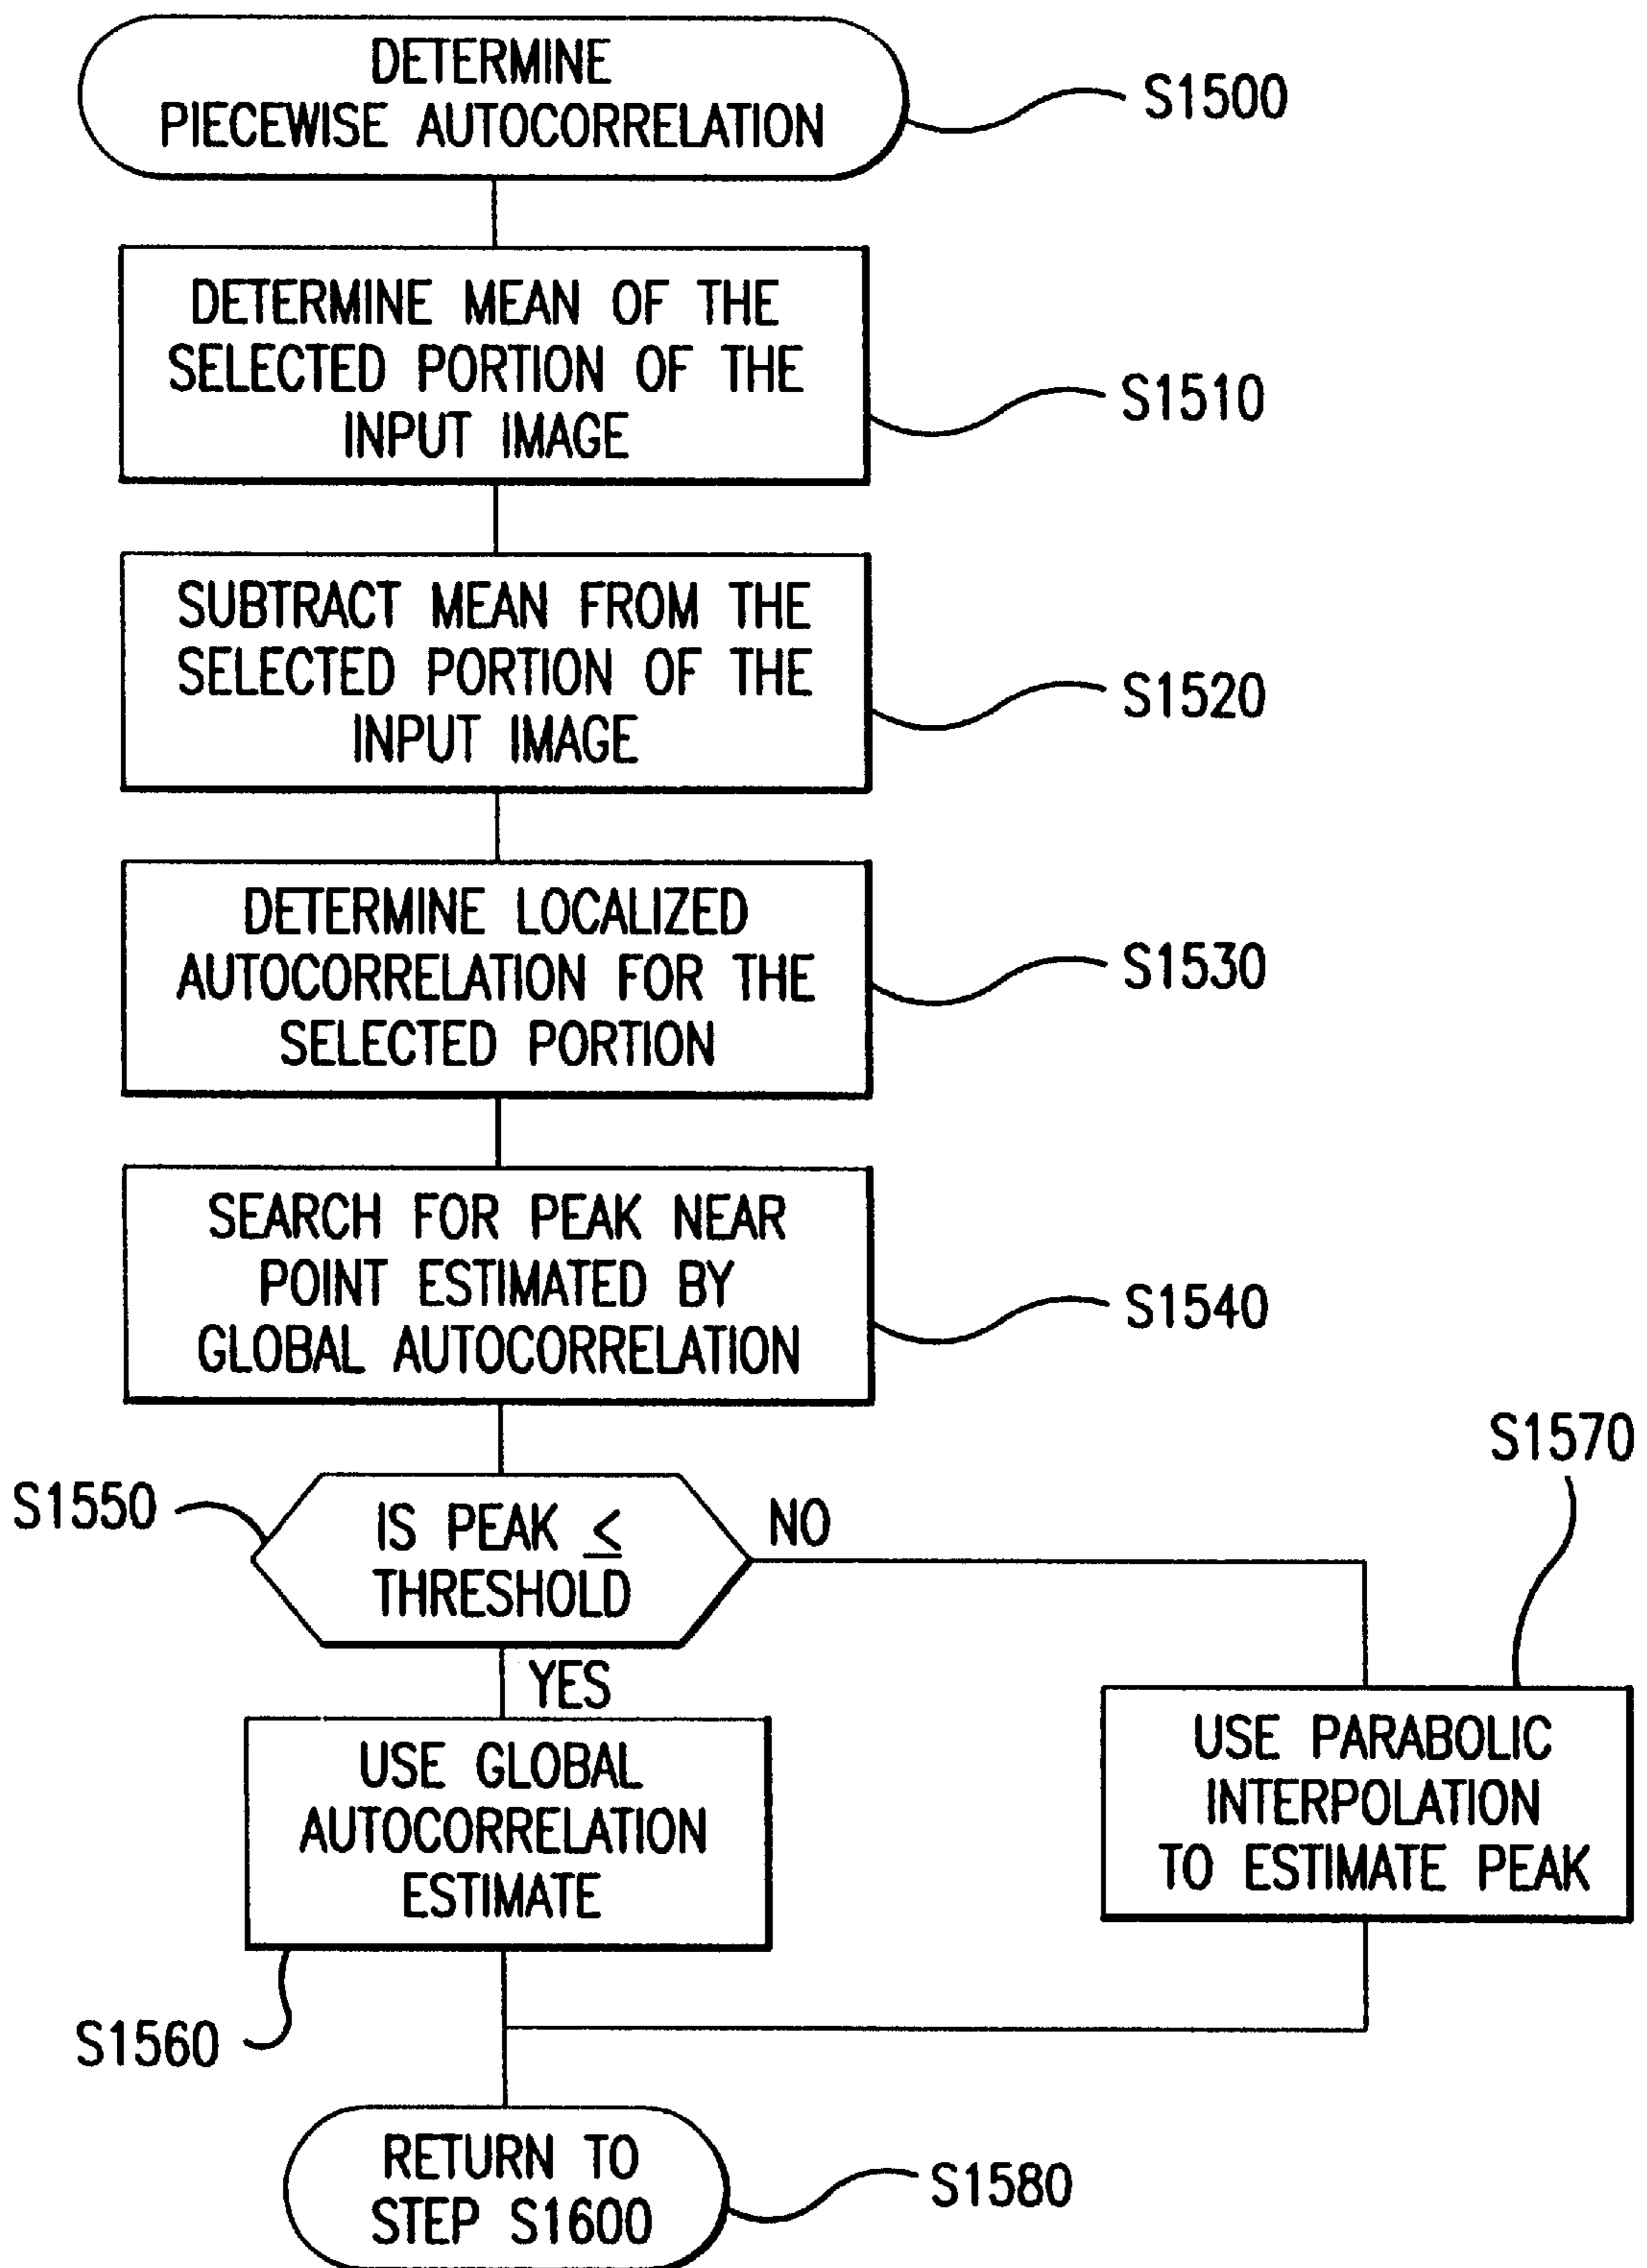 DETERMINE
PIECEWISE AUTOCORRELATION
S1500
DETERMINE MEAN OF THE
SELECTED PORTION OF THE
INPUT IMAGE
S1510
SUBTRACT MEAN FROM THE
SELECTED PORTION OF THE
INPUT IMAGE
S1520
DETERMINE LOCALIZED
AUTOCORRELATION FOR THE
SELECTED PORTION
S1530
SEARCH FOR PEAK NEAR
POINT ESTIMATED BY
GLOBAL AUTOCORRELATION
S1540
S1550
IS PEAK ≤
THRESHOLD
NO
S1570
YES
USE GLOBAL
AUTOCORRELATION
ESTIMATE
S1560
USE PARABOLIC
INTERPOLATION
TO ESTIMATE PEAK
RETURN TO
STEP S1600
S1580